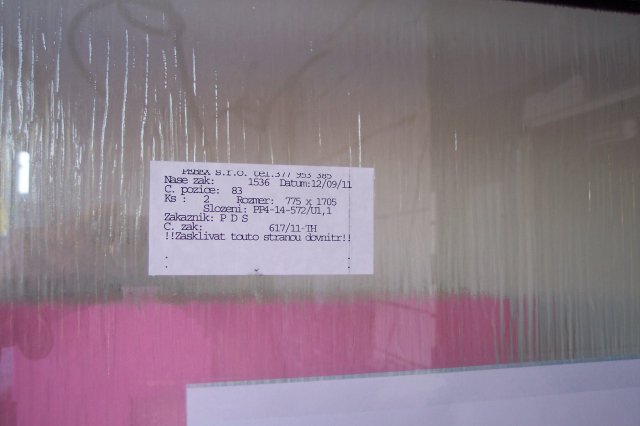 s.r.o. tel.377 953 385
Nase zak: 1536 Datum:12/09/11
C. pozice: 83
Ks : 2 Rozmer: 775 x 1705
Slozeni: PP4-14-572/U1,1
Zakaznik: P D S
C. zak: 617/11-TH
!!Zasklivat touto stranou dovnitr!!